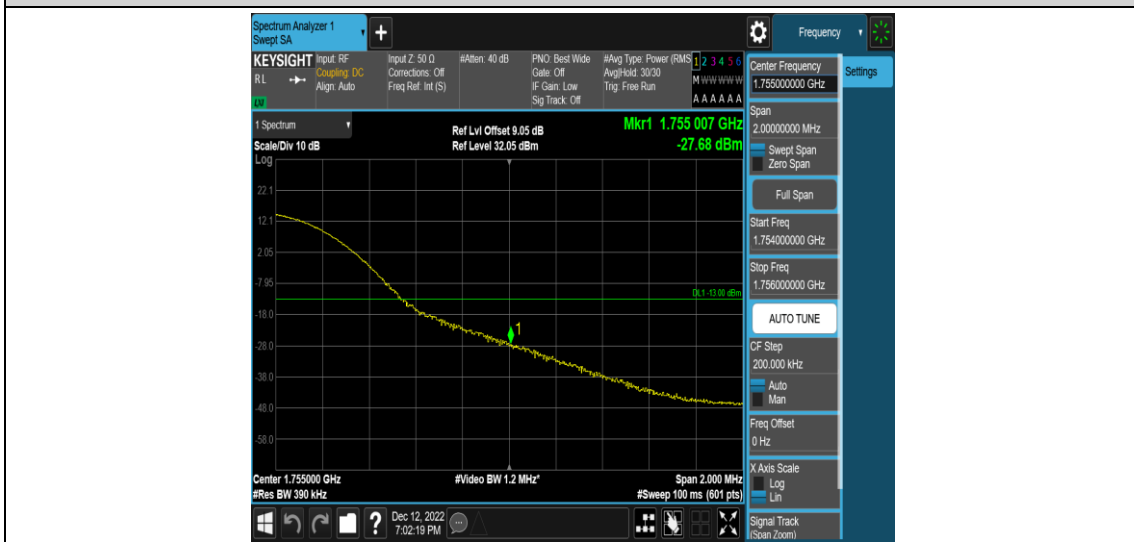 Spectrum Analyzer 1
Swept SA
Frequency
KEYSIGHT
RL
Input: RF
Coupling: DC
Align: Auto
Input Z: 50 Ω
Corrections: Off
Freq Ref: Int (S)
#Atten: 40 dB
PNO: Best Wide
Gate: Off
IF Gain: Low
Sig Track: Off
#Avg Type: Power (RMS
Avg|Hold: 30/30
Trig: Free Run
1 2 3 4 5 6
M W W W W W
A A A A A A
1 Spectrum
Scale/Div 10 dB
Ref Lvl Offset 9.05 dB
Ref Level 32.05 dBm
Mkr1 1.755 007 GHz
-27.68 dBm
Log
22.1
12.1
2.05
-7.95
-18.0
-28.0
-38.0
-48.0
-58.0
DL1 -13.00 dBm
1
Center 1.755000 GHz
#Res BW 390 kHz
#Video BW 1.2 MHz*
Span 2.000 MHz
#Sweep 100 ms (601 pts)
Center Frequency
1.755000000 GHz
Settings
Span
2.00000000 MHz
Swept Span
Zero Span
Full Span
Start Freq
1.754000000 GHz
Stop Freq
1.756000000 GHz
AUTO TUNE
CF Step
200.000 kHz
Auto
Man
Freq Offset
0 Hz
X Axis Scale
Log
Lin
Signal Track
(Span Zoom)
?
Dec 12, 2022
7:02:19 PM